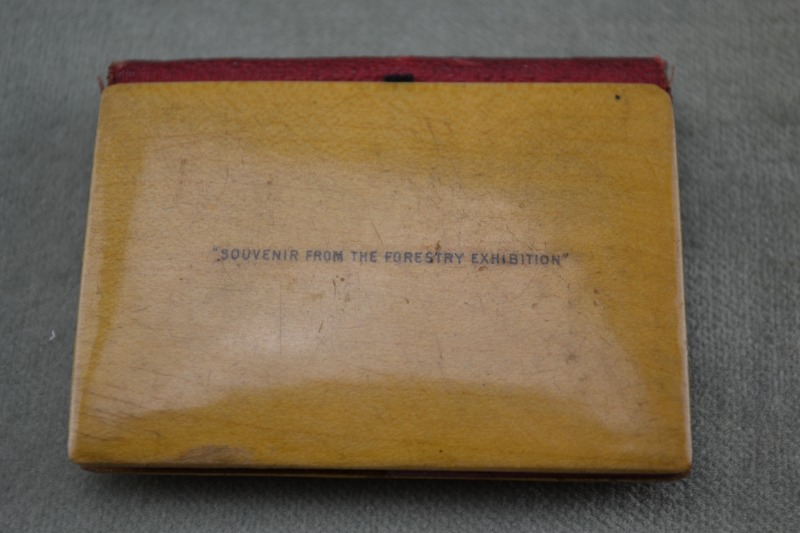 "SOUVENIR FROM THE FORESTRY EXHIBITION"